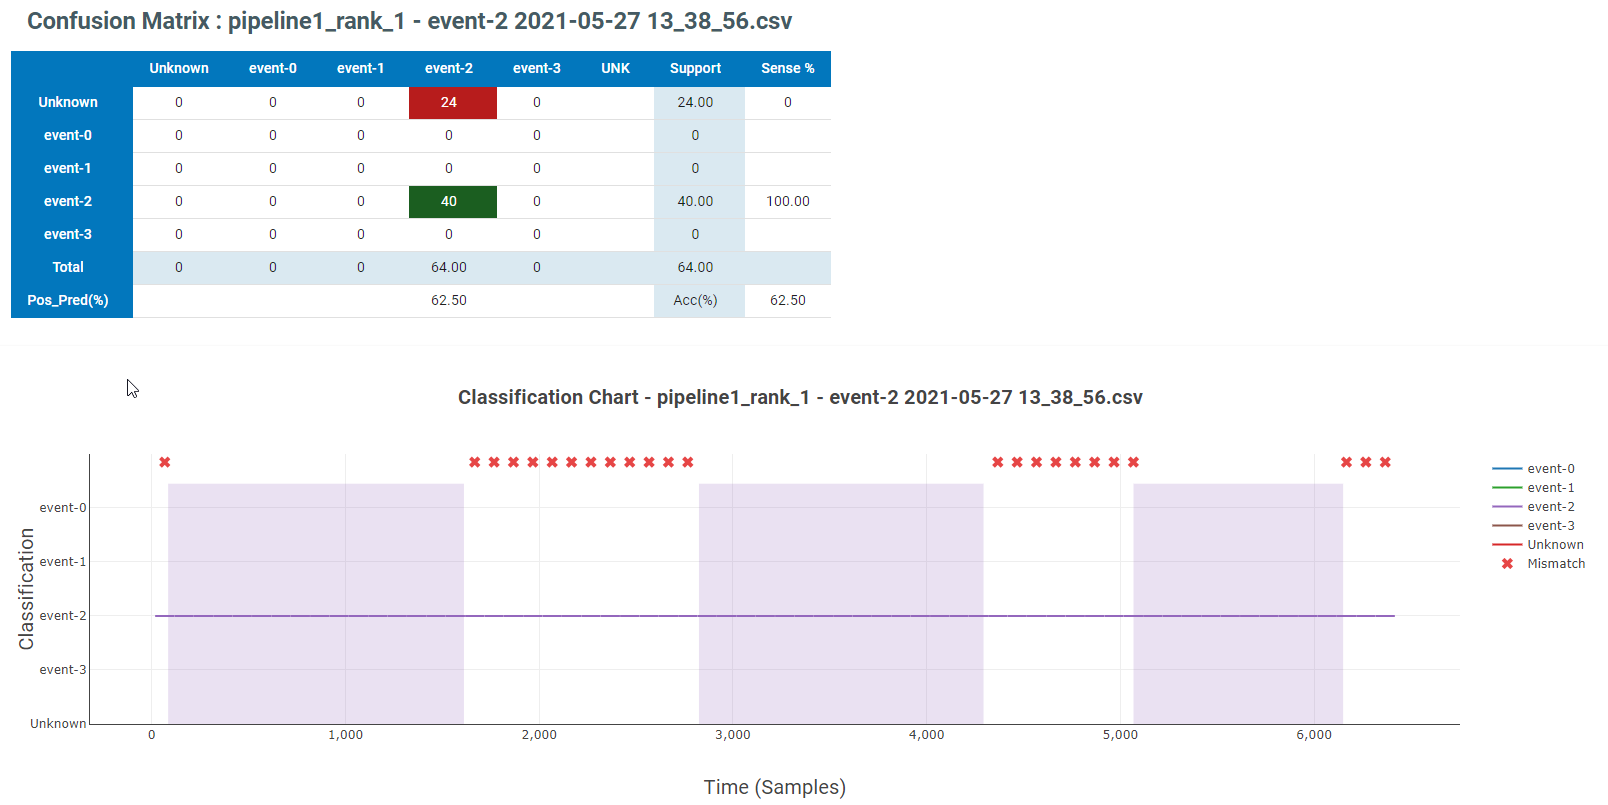 Confusion Matrix : pipeline1_rank_1 - event-2 2021-05-27 13_38_56.csv
Unknown event-0 event-1 event-2 event-3 UNK Support Sense %
Unknown 0 0 0 24 0 24.00 0
event-0 0 0 0 0 0 0
event-1 0 0 0 0 0 0
event-2 0 0 0 40 0 40.00 100.00
event-3 0 0 0 0 0 0
Total 0 0 0 64.00 0 64.00
Pos_Pred(%) 62.50 Acc(%) 62.50
Classification Chart - pipeline1_rank_1 - event-2 2021-05-27 13_38_56.csv
Classification
event-0
event-1
event-2
event-3
Unknown
0 1,000 2,000 3,000 4,000 5,000 6,000
Time (Samples)
event-0
event-1
event-2
event-3
Unknown
Mismatch